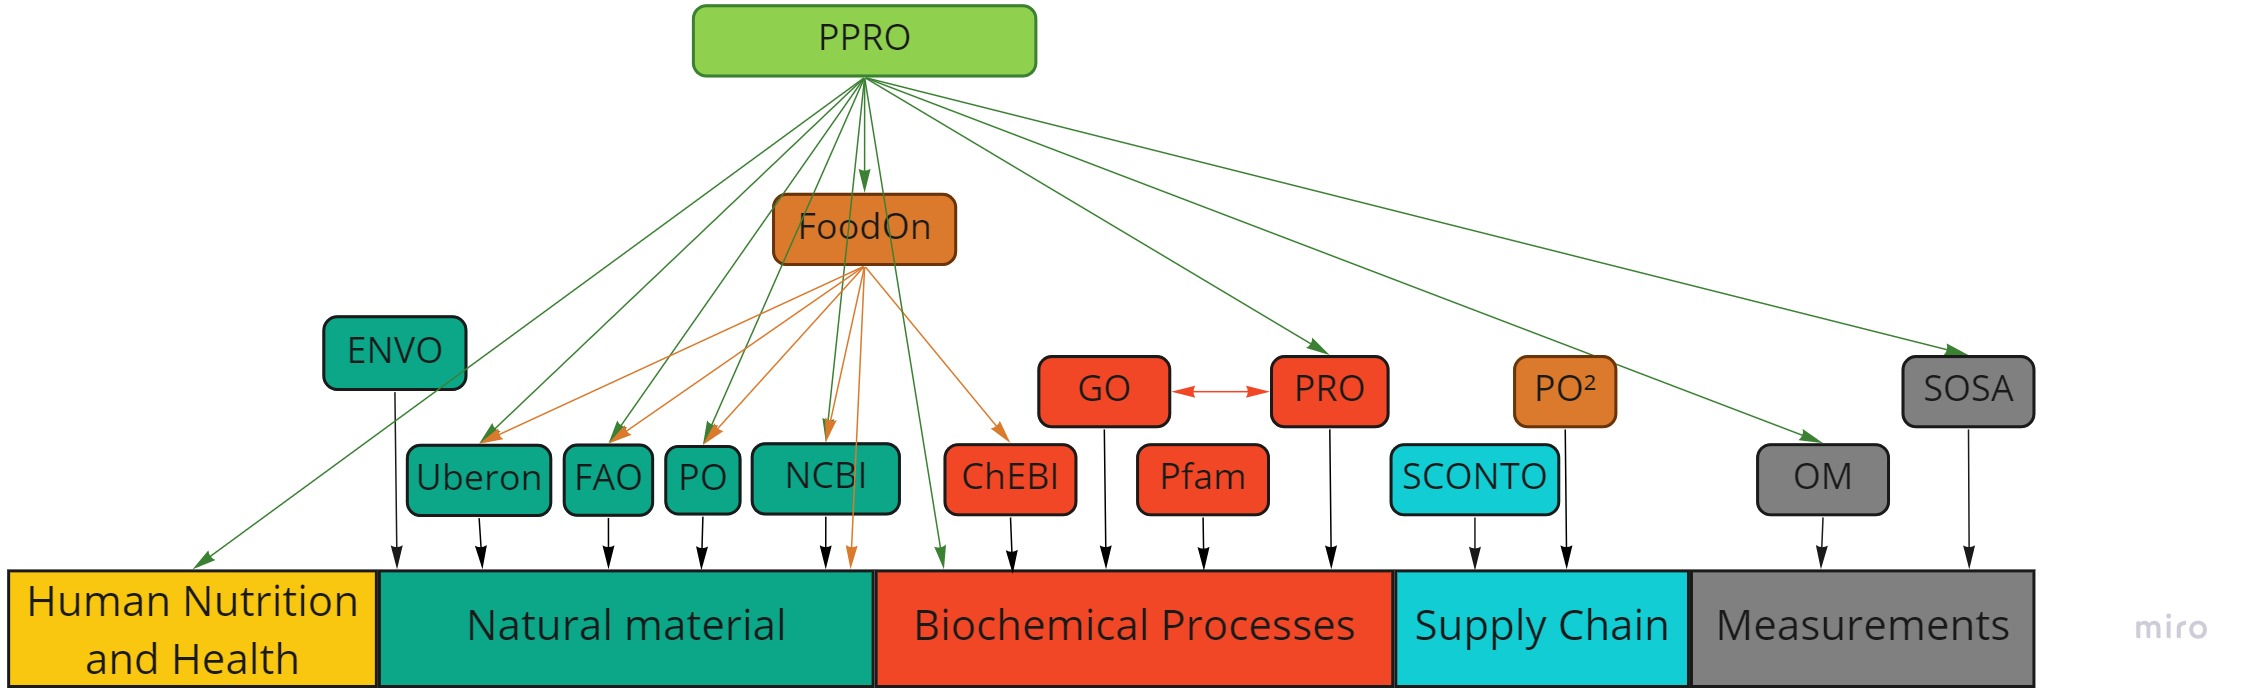 PPRO
FoodOn
ENVO
GO
PRO
PO²
SOSA
Uberon
FAO
PO
NCBI
ChEBI
Pfam
SCONTO
OM
Human Nutrition
and Health
Natural material
Biochemical Processes
Supply Chain
Measurements
miro